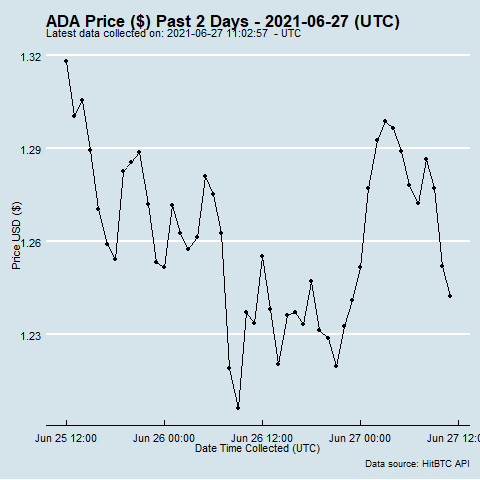 ADA Price ($) Past 2 Days - 2021-06-27 (UTC)
Latest data collected on: 2021-06-27 11:02:57 - UTC
1.32
1.29
1.26
1.23
Price USD ($)
Jun 25 12:00 Jun 26 00:00 Jun 26 12:00 Jun 27 00:00 Jun 27 12:
Date Time Collected (UTC)
Data source: HitBTC API